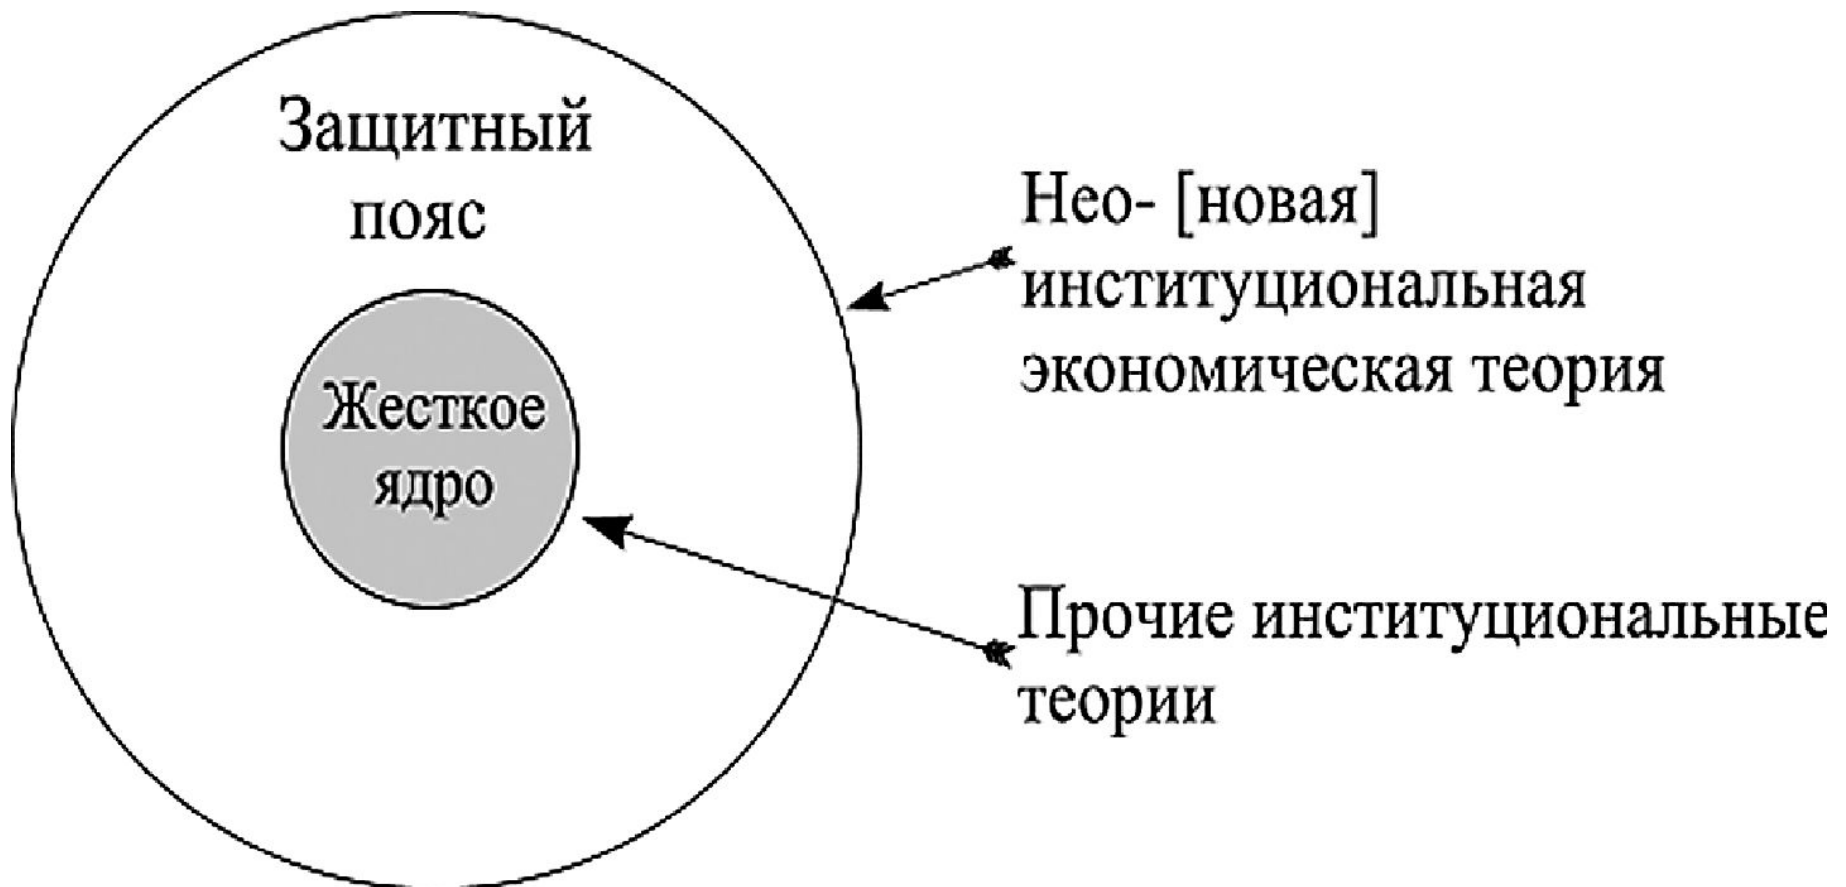 Защитный
пояс
Жесткое
ядро
Нео- [новая]
институциональная
экономическая теория
Прочие институциональные
теории